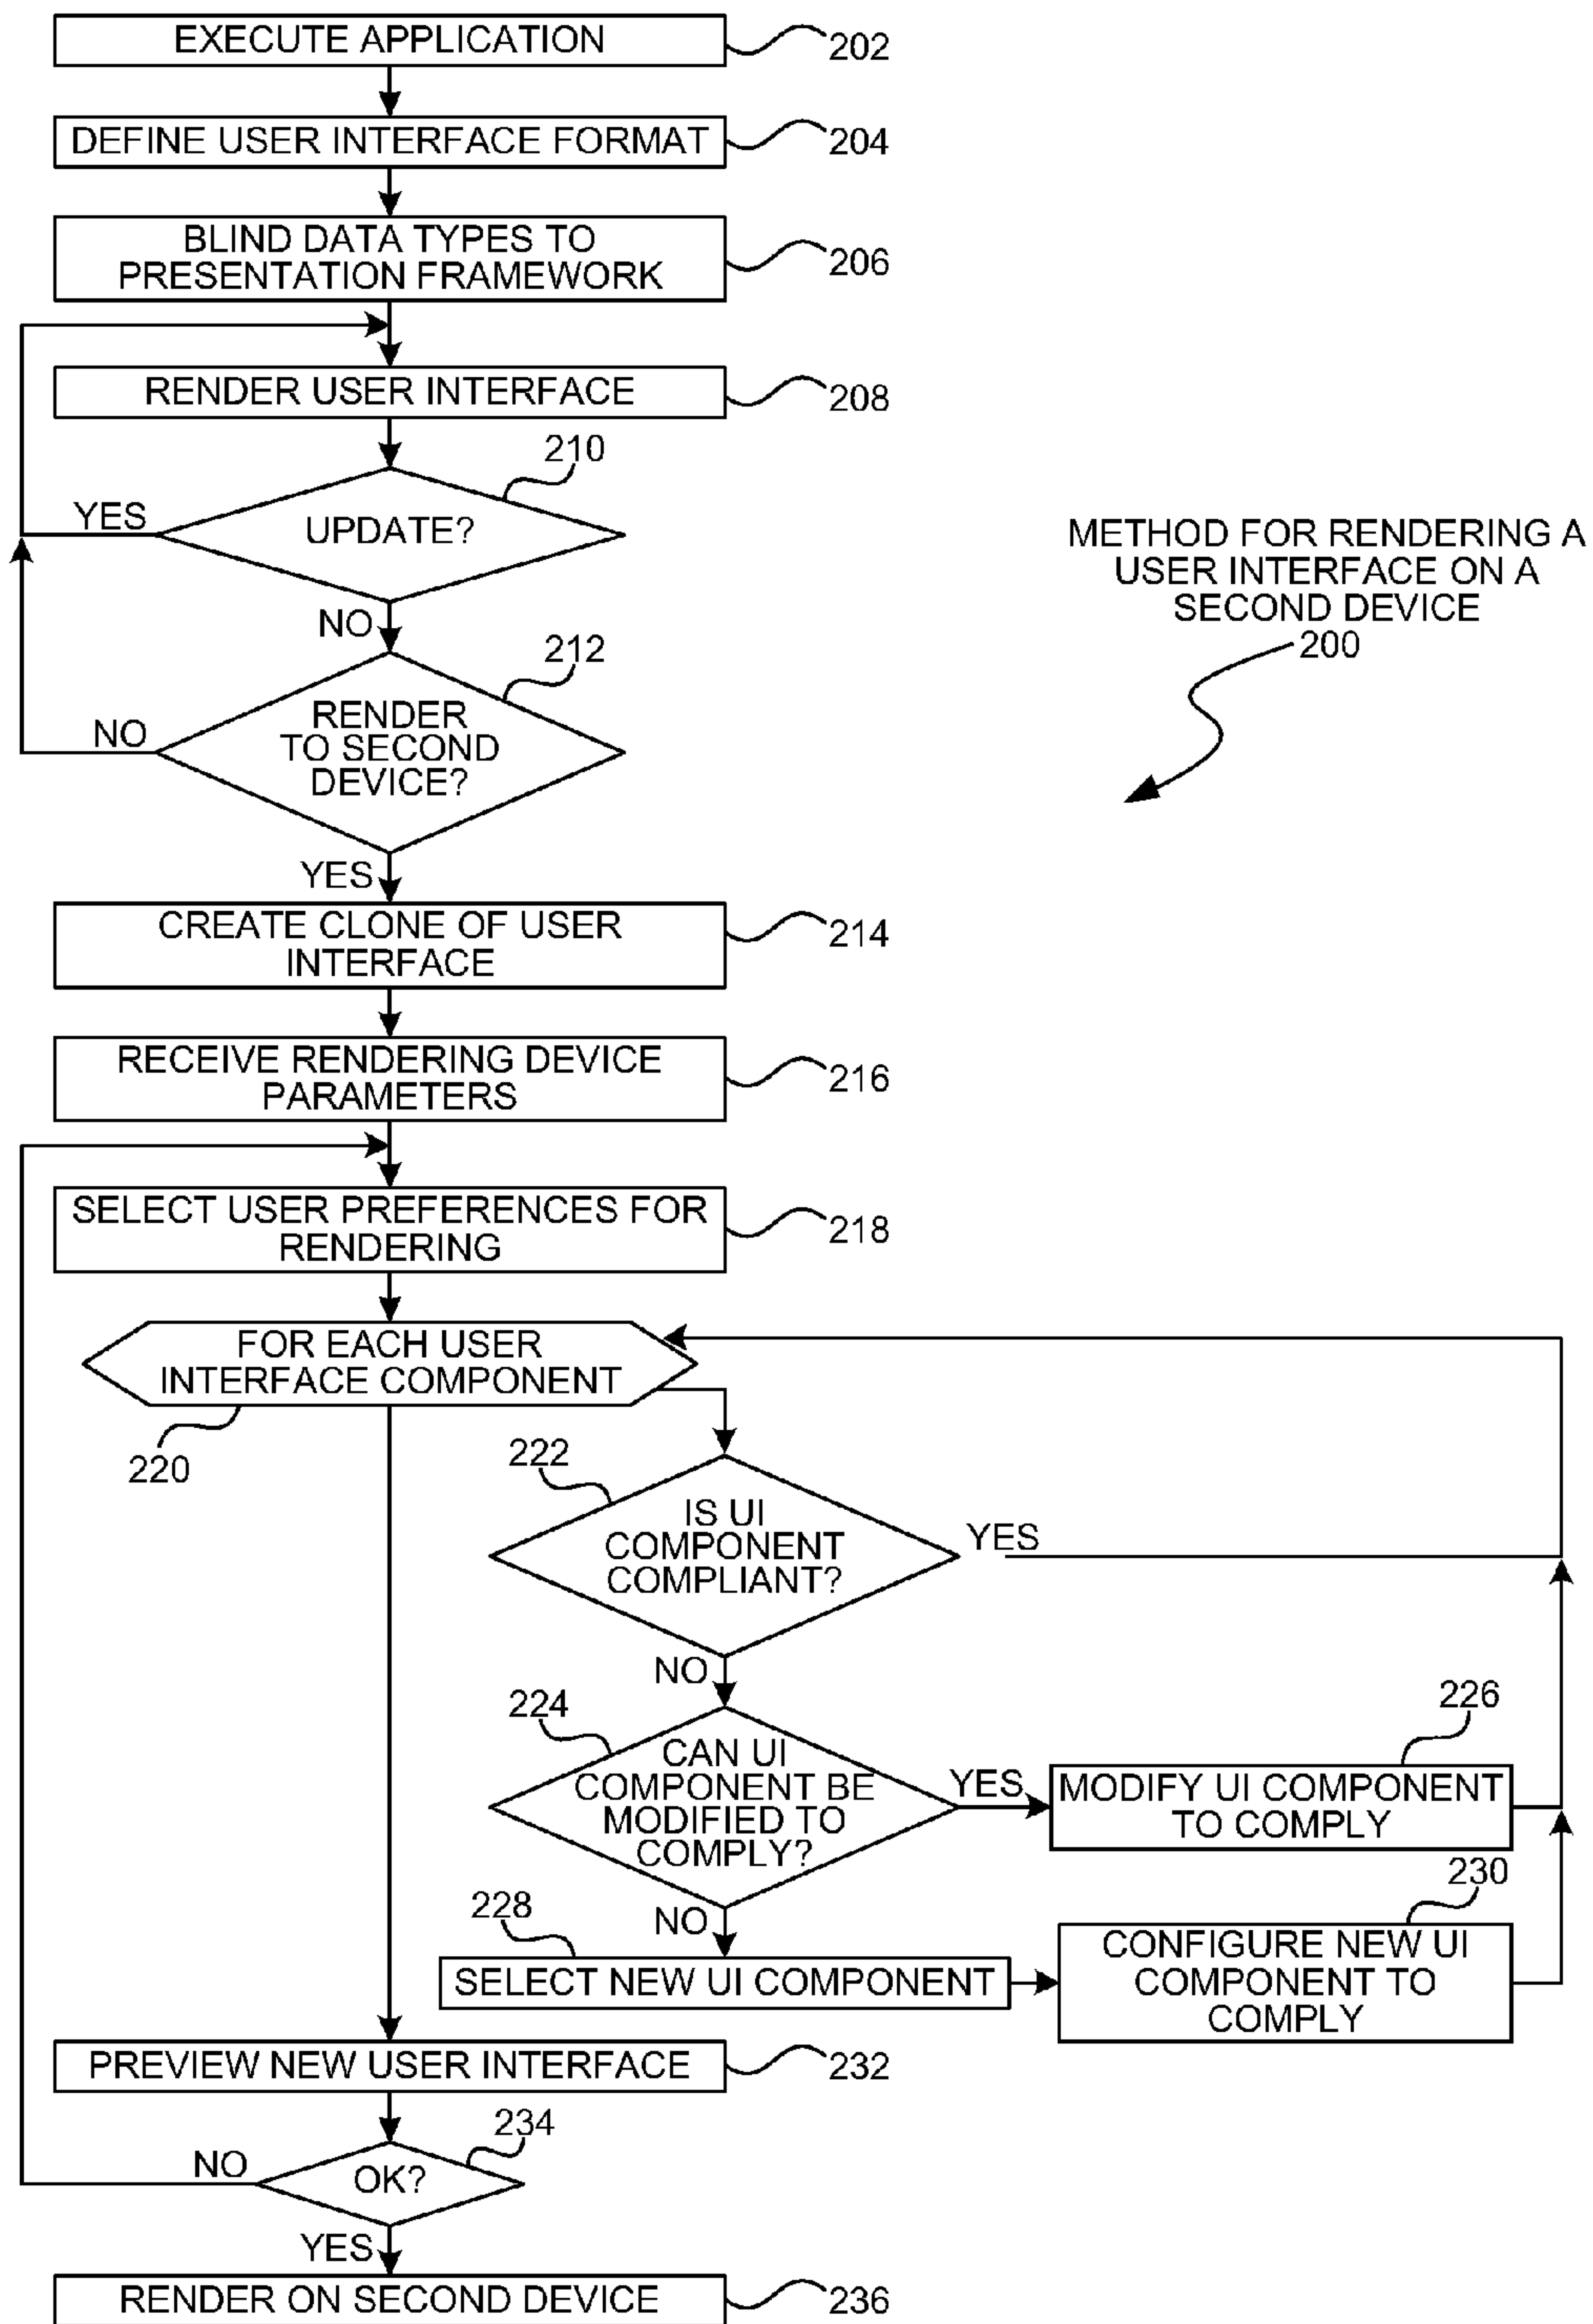 EXECUTE APPLICATION
202
DEFINE USER INTERFACE FORMAT
204
BLIND DATA TYPES TO
PRESENTATION FRAMEWORK
206
RENDER USER INTERFACE
208
210
UPDATE?
YES
NO
METHOD FOR RENDERING A
USER INTERFACE ON A
SECOND DEVICE
200
212
RENDER
TO SECOND
DEVICE?
NO
YES
CREATE CLONE OF USER
INTERFACE
214
RECEIVE RENDERING DEVICE
PARAMETERS
216
SELECT USER PREFERENCES FOR
RENDERING
218
FOR EACH USER
INTERFACE COMPONENT
220
222
IS UI
COMPONENT
COMPLIANT?
YES
NO
224
CAN UI
COMPONENT BE
MODIFIED TO
COMPLY?
YES
226
MODIFY UI COMPONENT
TO COMPLY
NO
228
SELECT NEW UI COMPONENT
230
CONFIGURE NEW UI
COMPONENT TO
COMPLY
PREVIEW NEW USER INTERFACE
232
234
OK?
NO
YES
RENDER ON SECOND DEVICE
236